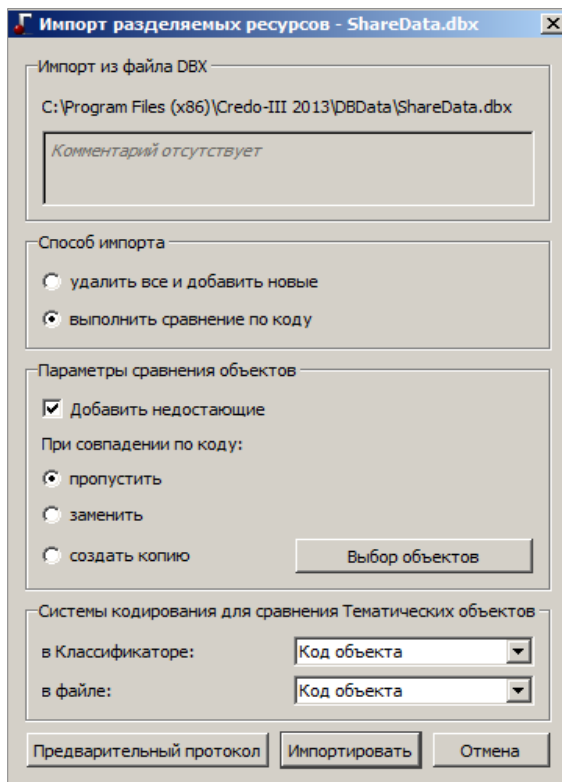 Импорт разделяемых ресурсов - ShareData.dbx
Импорт из файла DBX
C:\Program Files (x86)\Credo-III 2013\DBData\ShareData.dbx
Комментарий отсутствует
Способ импорта
удалить все и добавить новые
выполнить сравнение по коду
Параметры сравнения объектов
Добавить недостающие
При совпадении по коду:
пропустить
заменить
создать копию Выбор объектов
Системы кодирования для сравнения Тематических объектов
в Классификаторе: Код объекта
в файле: Код объекта
Предварительный протокол Импортировать Отмена